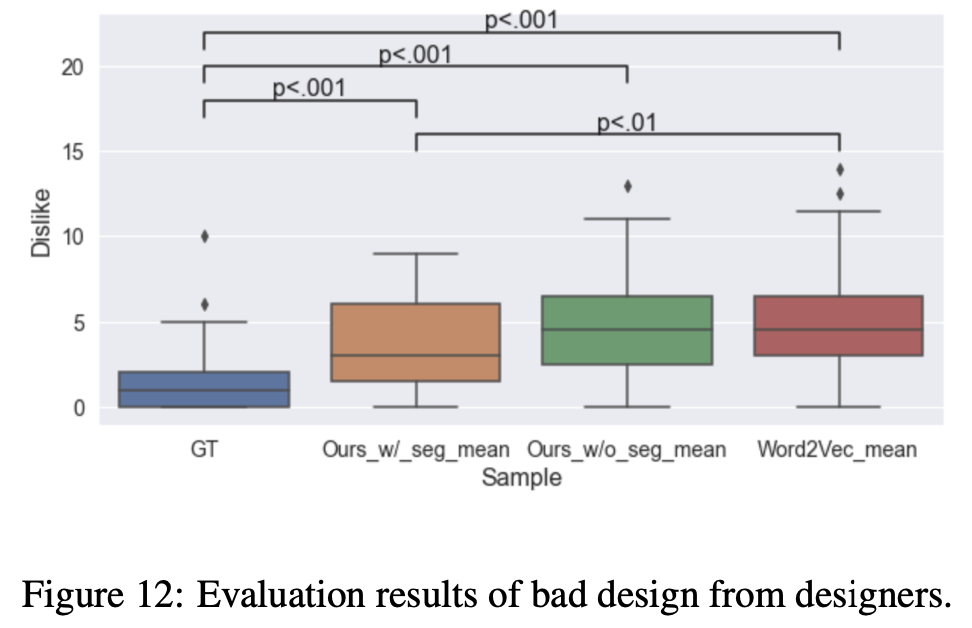 p<.001
20
p<.001
p<.001
p<.01
15
Dislike
10
5
0
GT Ours_w/_seg_mean Ours_w/o_seg_mean Word2Vec_mean
Sample
Figure 12: Evaluation results of bad design from designers.